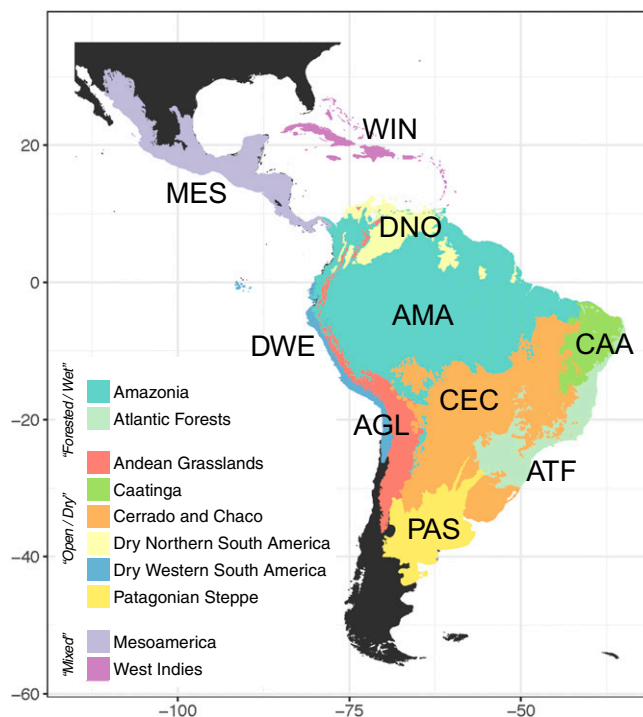 WIN
MES
20
DNO
0
AMA
DWE
CAA
"Forested / Wet"
Amazonia
CEC
Atlantic Forests
−20
AGL
ATF
"Open / Dry"
Andean Grasslands
Caatinga
Cerrado and Chaco
PAS
Dry Northern South America
−40
Dry Western South America
Patagonian Steppe
"Mixed"
Mesoamerica
West Indies
−60
−100
−75
−50